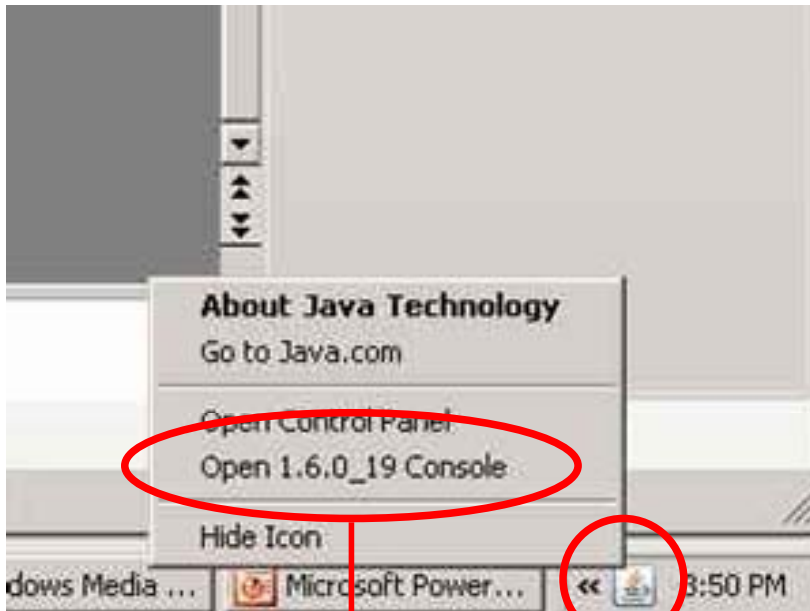 About Java Technology
Go to Java.com
Open Control Panel
Open 1.6.0_19 Console
Hide Icon
dows Media ... Microsoft Power... « 3:50 PM